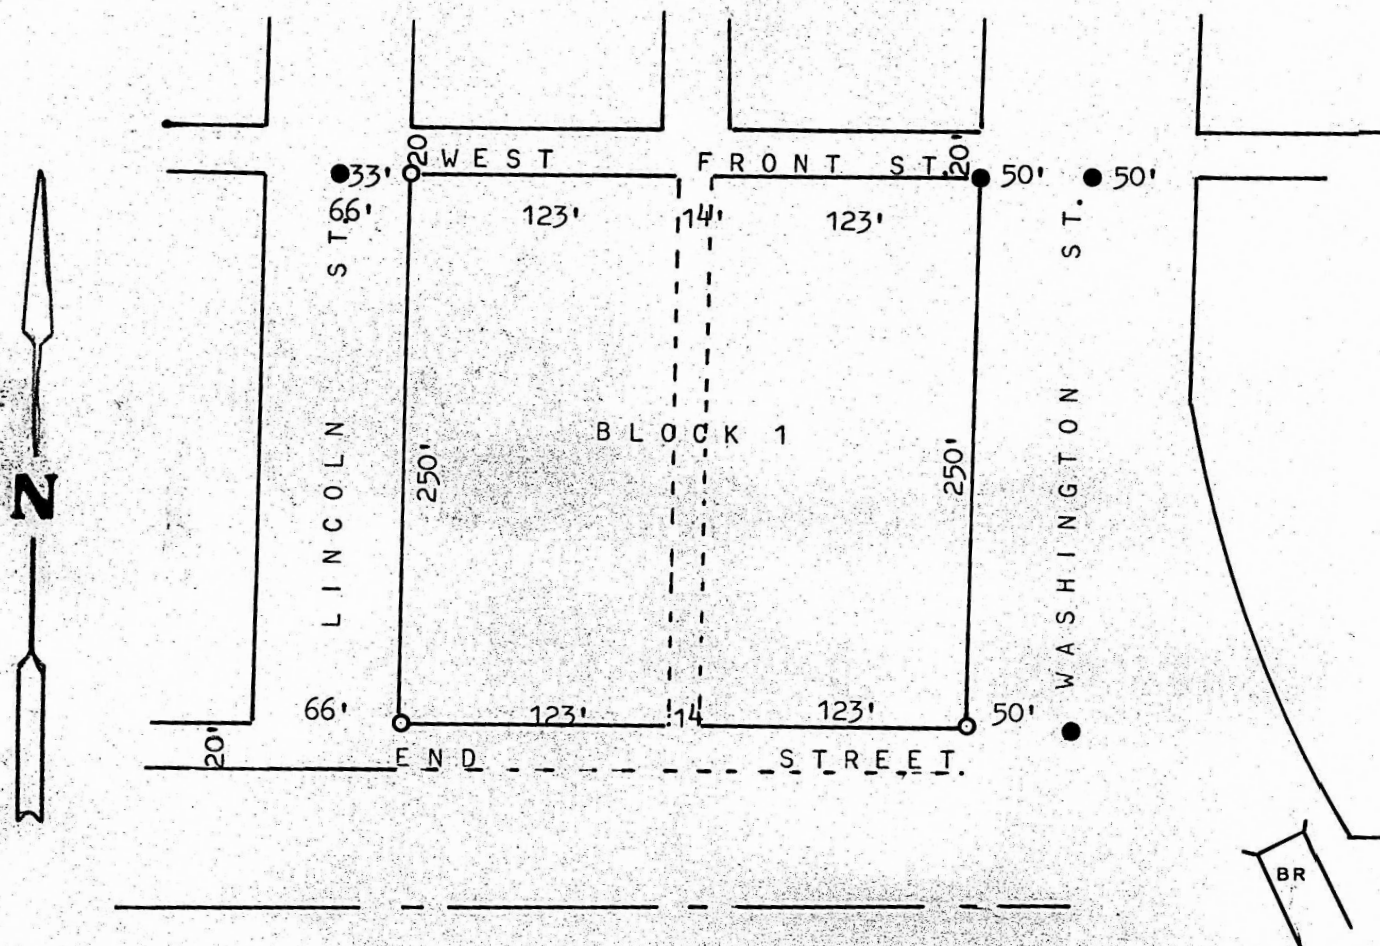 20
WEST FRONT ST.
20'
33'
50'
50'
66'
123'
14'
123'
LINCOLN ST.
WASHINGTON ST.
N
BLOCK 1
250'
250'
66'
123'
14
123'
50'
20'
END STREET.
BR